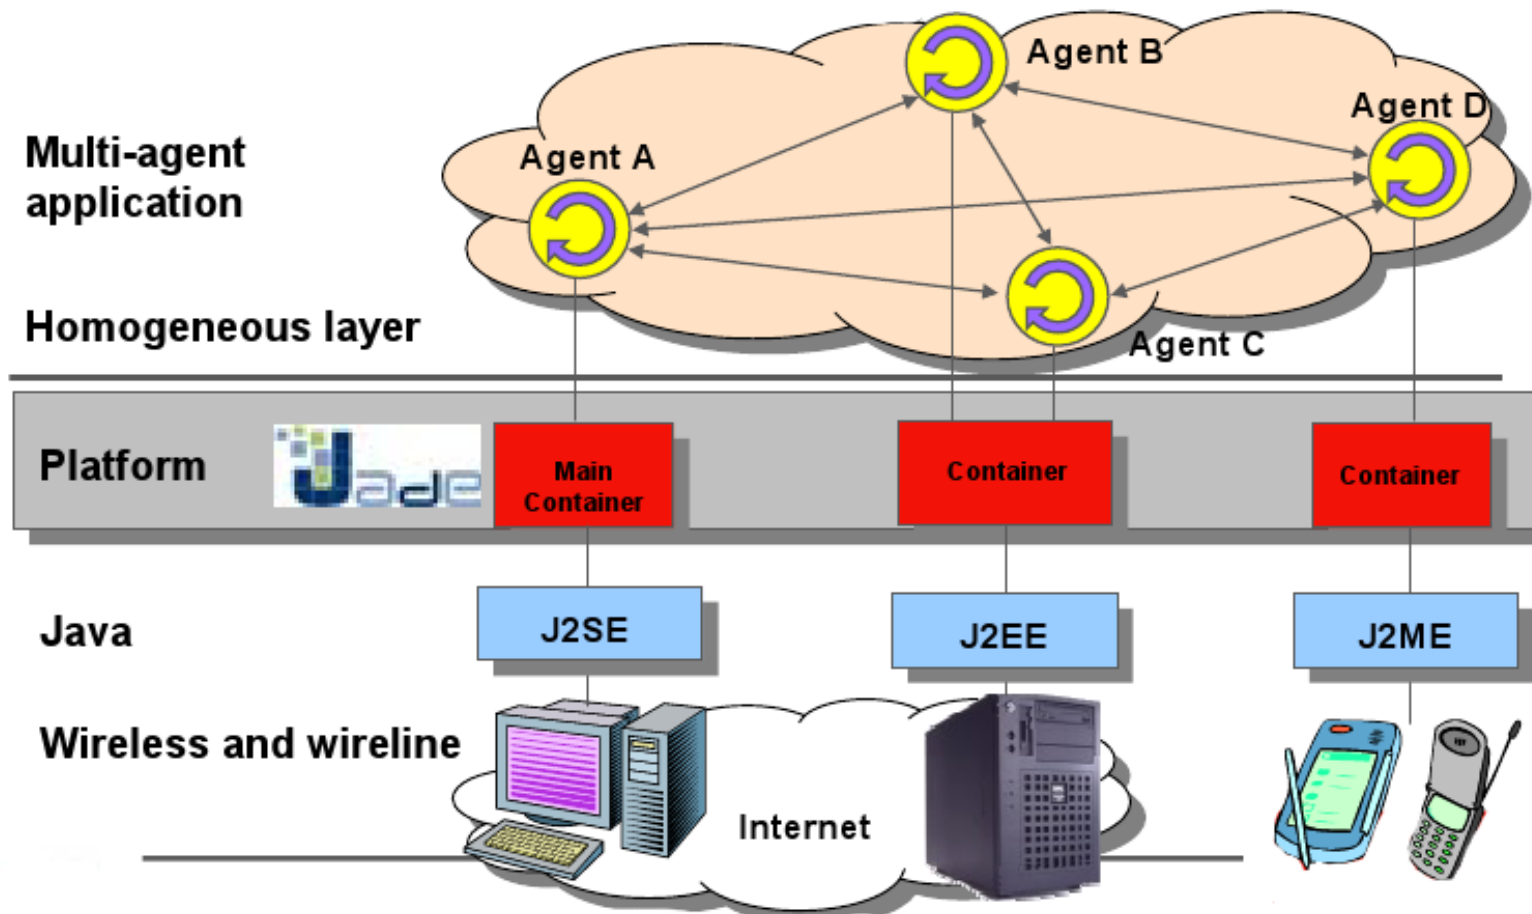 Agent B
Agent D
Multi-agent
application
Agent A
Homogeneous layer
Agent C
Platform
Jade
Main
Container
Container
Container
Java
J2SE
J2EE
J2ME
Wireless and wireline
Internet